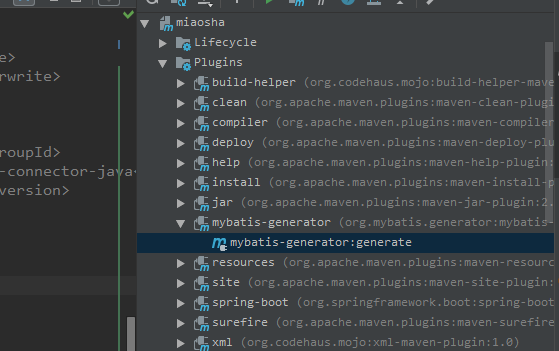 miaosha
Lifecycle
Plugins
build-helper (org.codehaus.mojo:build-helper-mave
clean (org.apache.maven.plugins:maven-clean-plugi
compiler (org.apache.maven.plugins:maven-compiler
deploy (org.apache.maven.plugins:maven-deploy-plu
help (org.apache.maven.plugins:maven-help-plugin:
install (org.apache.maven.plugins:maven-install-p
jar (org.apache.maven.plugins:maven-jar-plugin:2.
mybatis-generator (org.mybatis.generator:mybatis-
mybatis-generator:generate
resources (org.apache.maven.plugins:maven-resourc
site (org.apache.maven.plugins:maven-site-plugin:
spring-boot (org.springframework.boot:spring-boot
surefire (org.apache.maven.plugins:maven-surefire
xml (org.codehaus.mojo:xml-maven-plugin:1.0)
e>
rwrite>
roupId>
-connector-java
version>